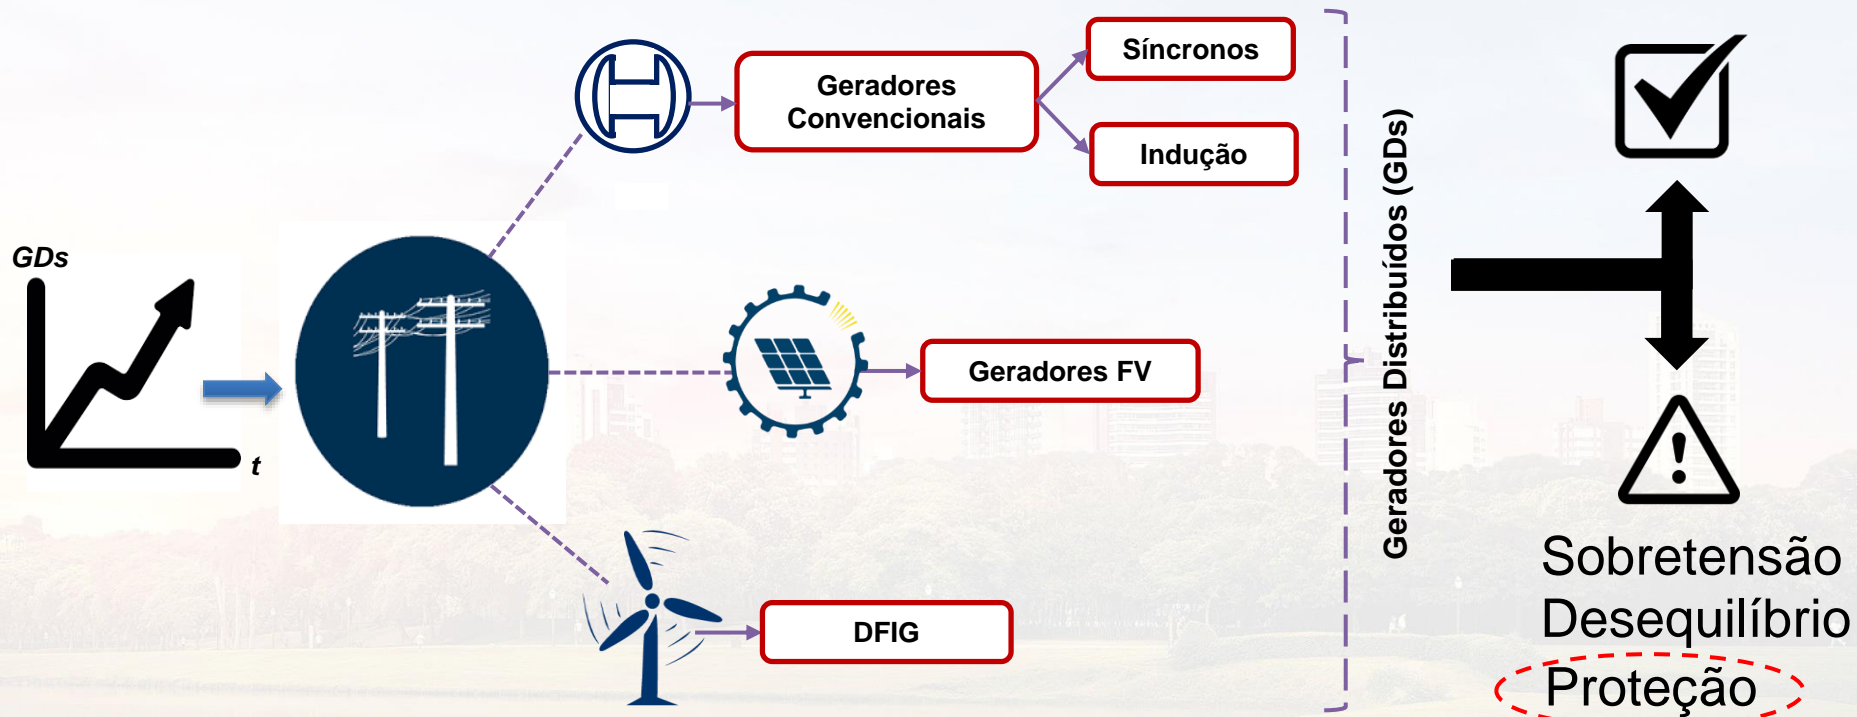 GDs
t
Geradores
Convencionais
Síncronos
Indução
Geradores FV
DFIG
Geradores Distribuídos (GDs)
Sobretensão
Desequilíbrio
Proteção